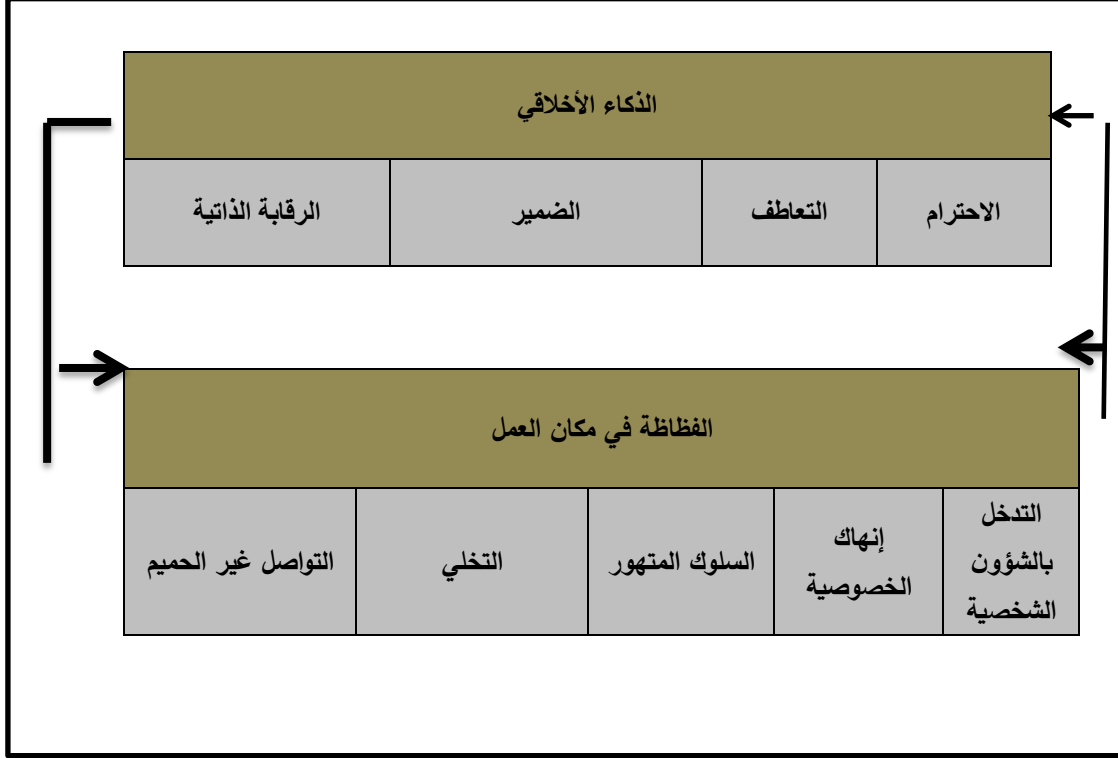 الذكاء الأخلاقي
الاحترام
التعاطف
الضمير
الرقابة الذاتية
الفظاظة في مكان العمل
التدخل
بالشؤون
الشخصية
إنهاك
الخصوصية
السلوك المتهور
التخلي
التواصل غير الحميم